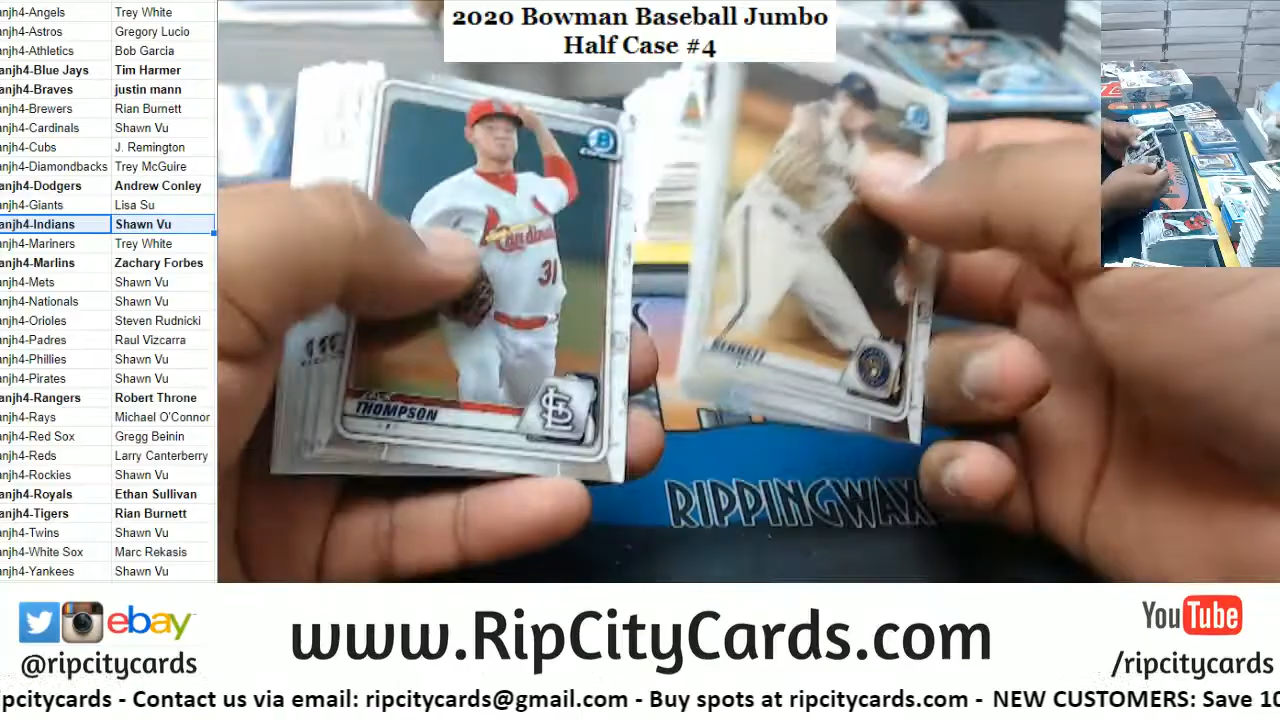 2020 Bowman Baseball Jumbo
Half Case #4
anjh4-Angels Trey White
anjh4-Astros Gregory Lucio
anjh4-Athletics Bob Garcia
anjh4-Blue Jays Tim Harmer
anjh4-Braves justin mann
anjh4-Brewers Rian Burnett
anjh4-Cardinals Shawn Vu
anjh4-Cubs J. Remington
anjh4-Diamondbacks Trey McGuire
anjh4-Dodgers Andrew Conley
anjh4-Giants Lisa Su
anjh4-Indians Shawn Vu
anjh4-Mariners Trey White
anjh4-Marlins Zachary Forbes
anjh4-Mets Shawn Vu
anjh4-Nationals Shawn Vu
anjh4-Orioles Steven Rudnicki
anjh4-Padres Raul Vizcarra
anjh4-Phillies Shawn Vu
anjh4-Pirates Shawn Vu
anjh4-Rangers Robert Throne
anjh4-Rays Michael O'Connor
anjh4-Red Sox Gregg Beinin
anjh4-Reds Larry Canterberry
anjh4-Rockies Shawn Vu
anjh4-Royals Ethan Sullivan
anjh4-Tigers Rian Burnett
anjh4-Twins Shawn Vu
anjh4-White Sox Marc Rekasis
anjh4-Yankees Shawn Vu
Cardinals
31
THOMPSON
RIPPINGWAX
ebay
@ripcitycards
www.RipCityCards.com
YouTube
/ripcitycards
ipcitycards - Contact us via email: ripcitycards@gmail.com - Buy spots at ripcitycards.com - NEW CUSTOMERS: Save 10